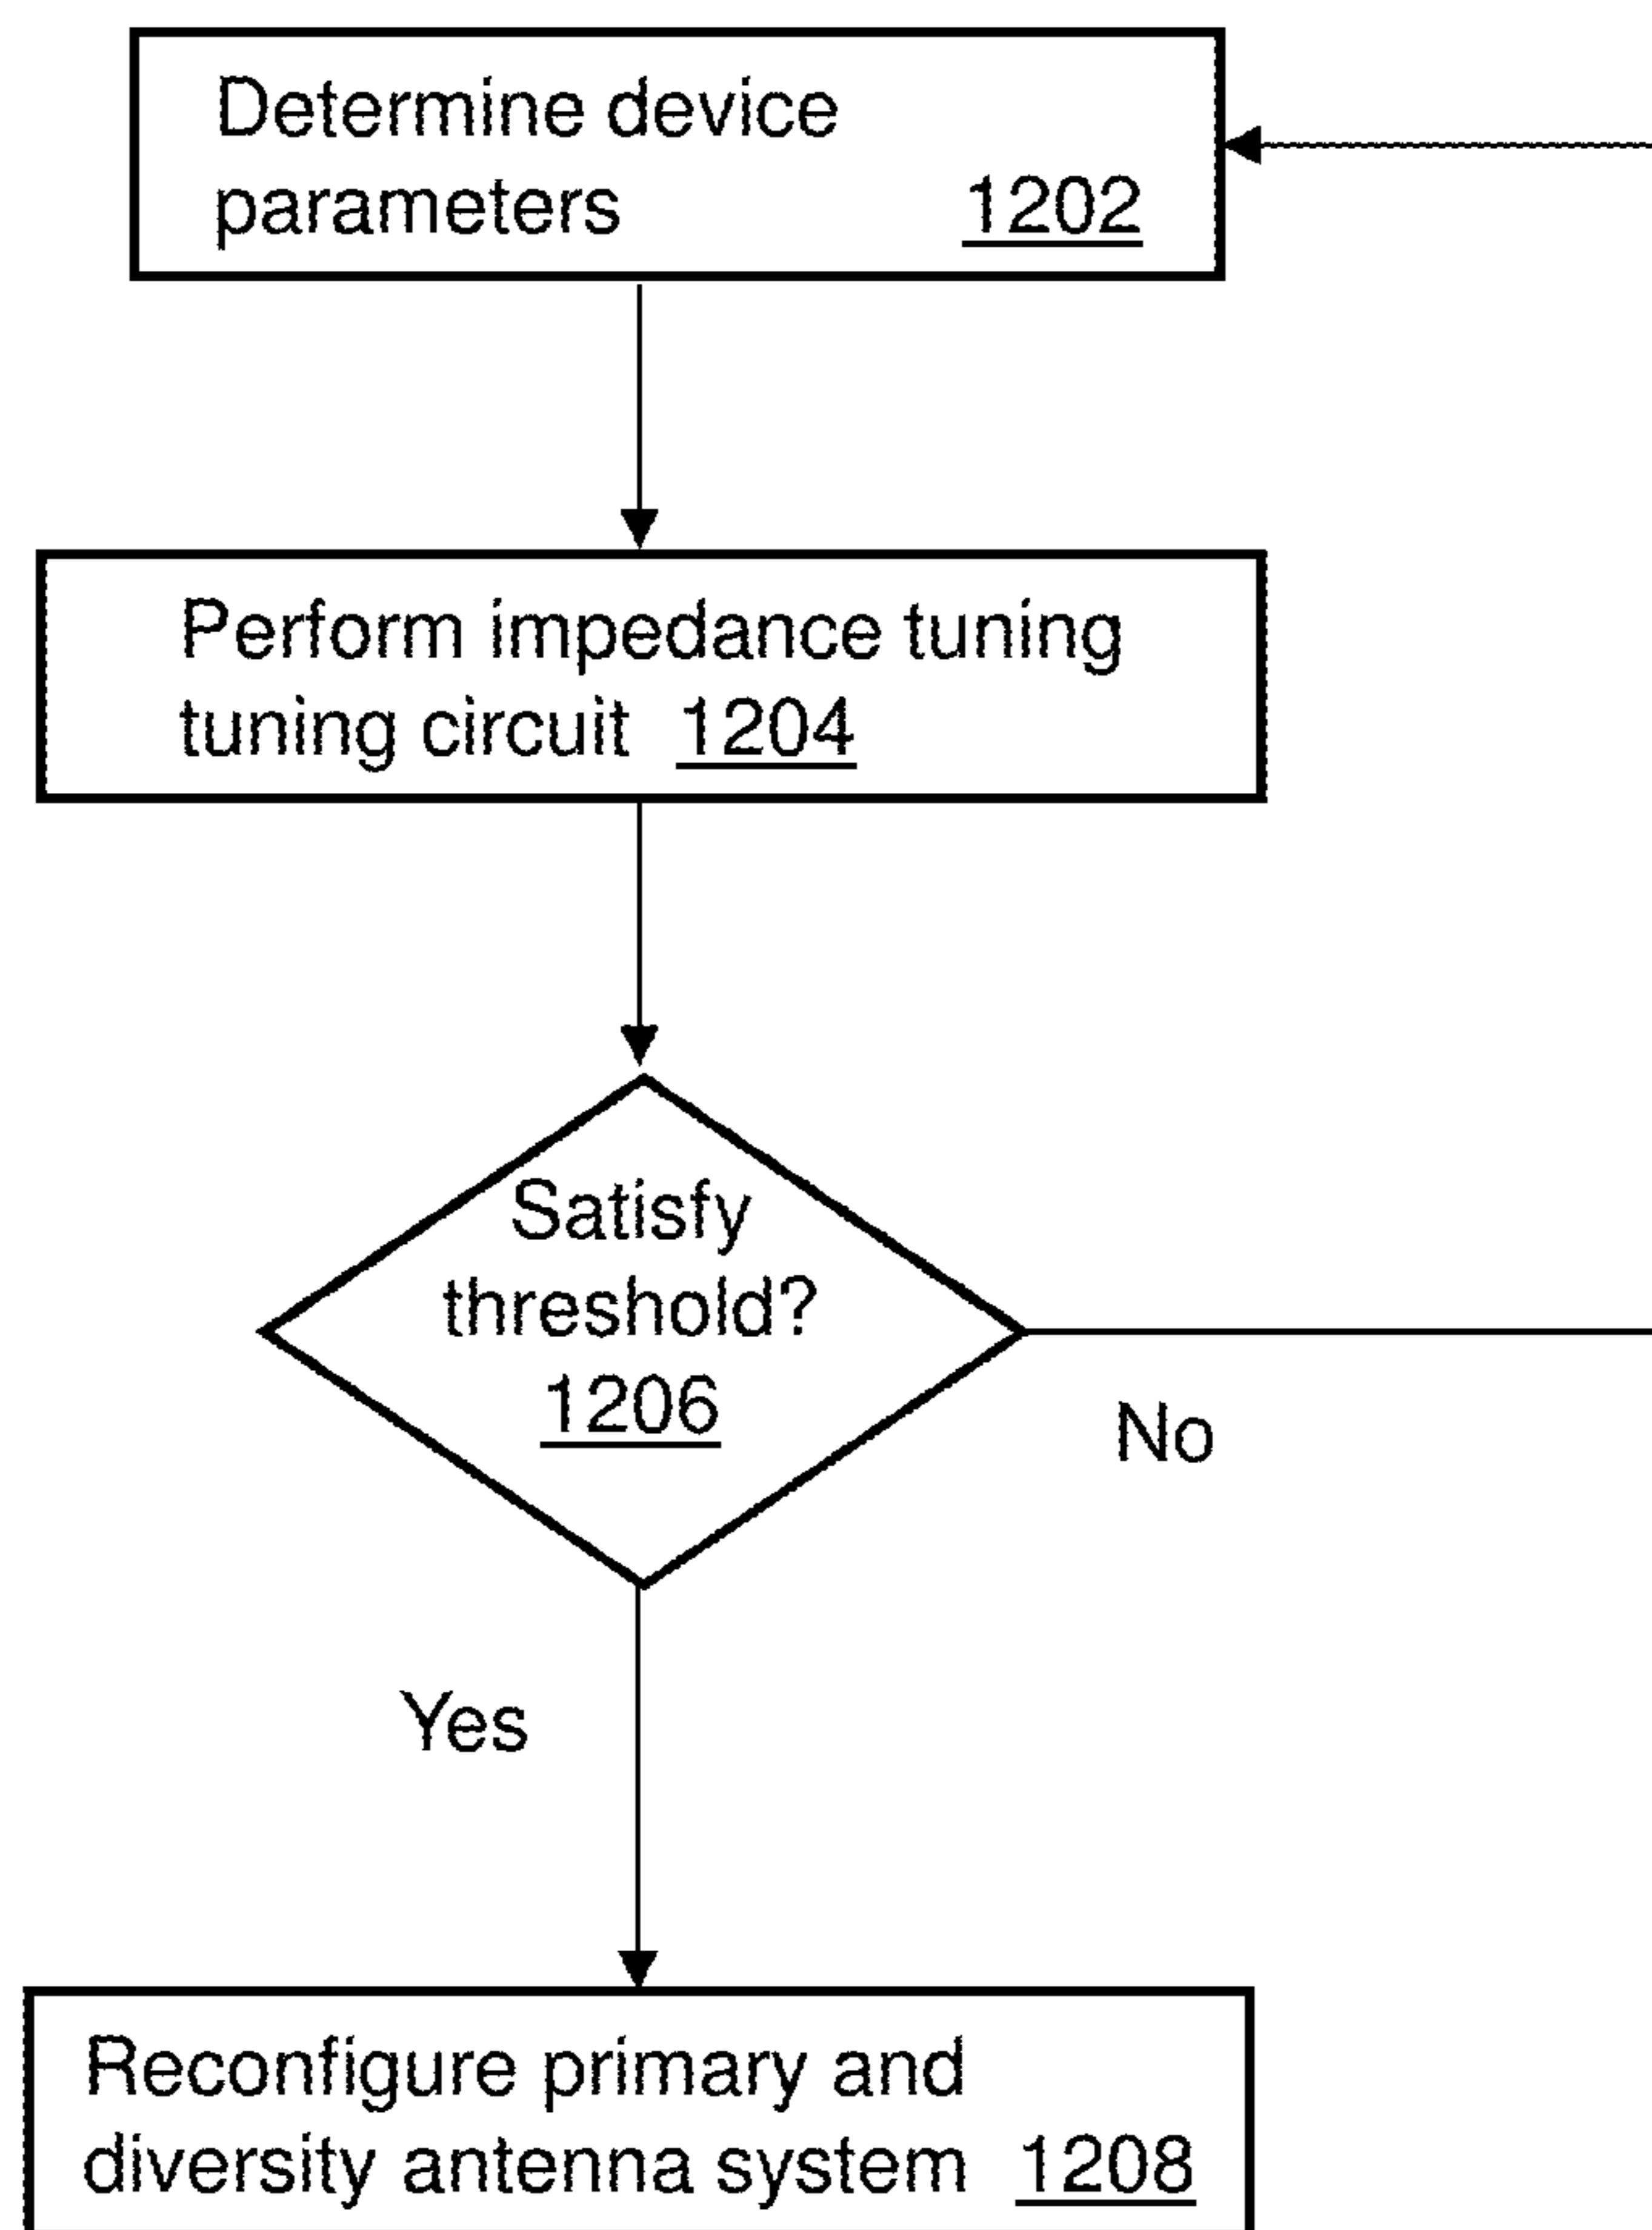 Determine device
parameters 1202
Perform impedance tuning
tuning circuit 1204
Satisfy
threshold?
1206
No
Yes
Reconfigure primary and
diversity antenna system 1208